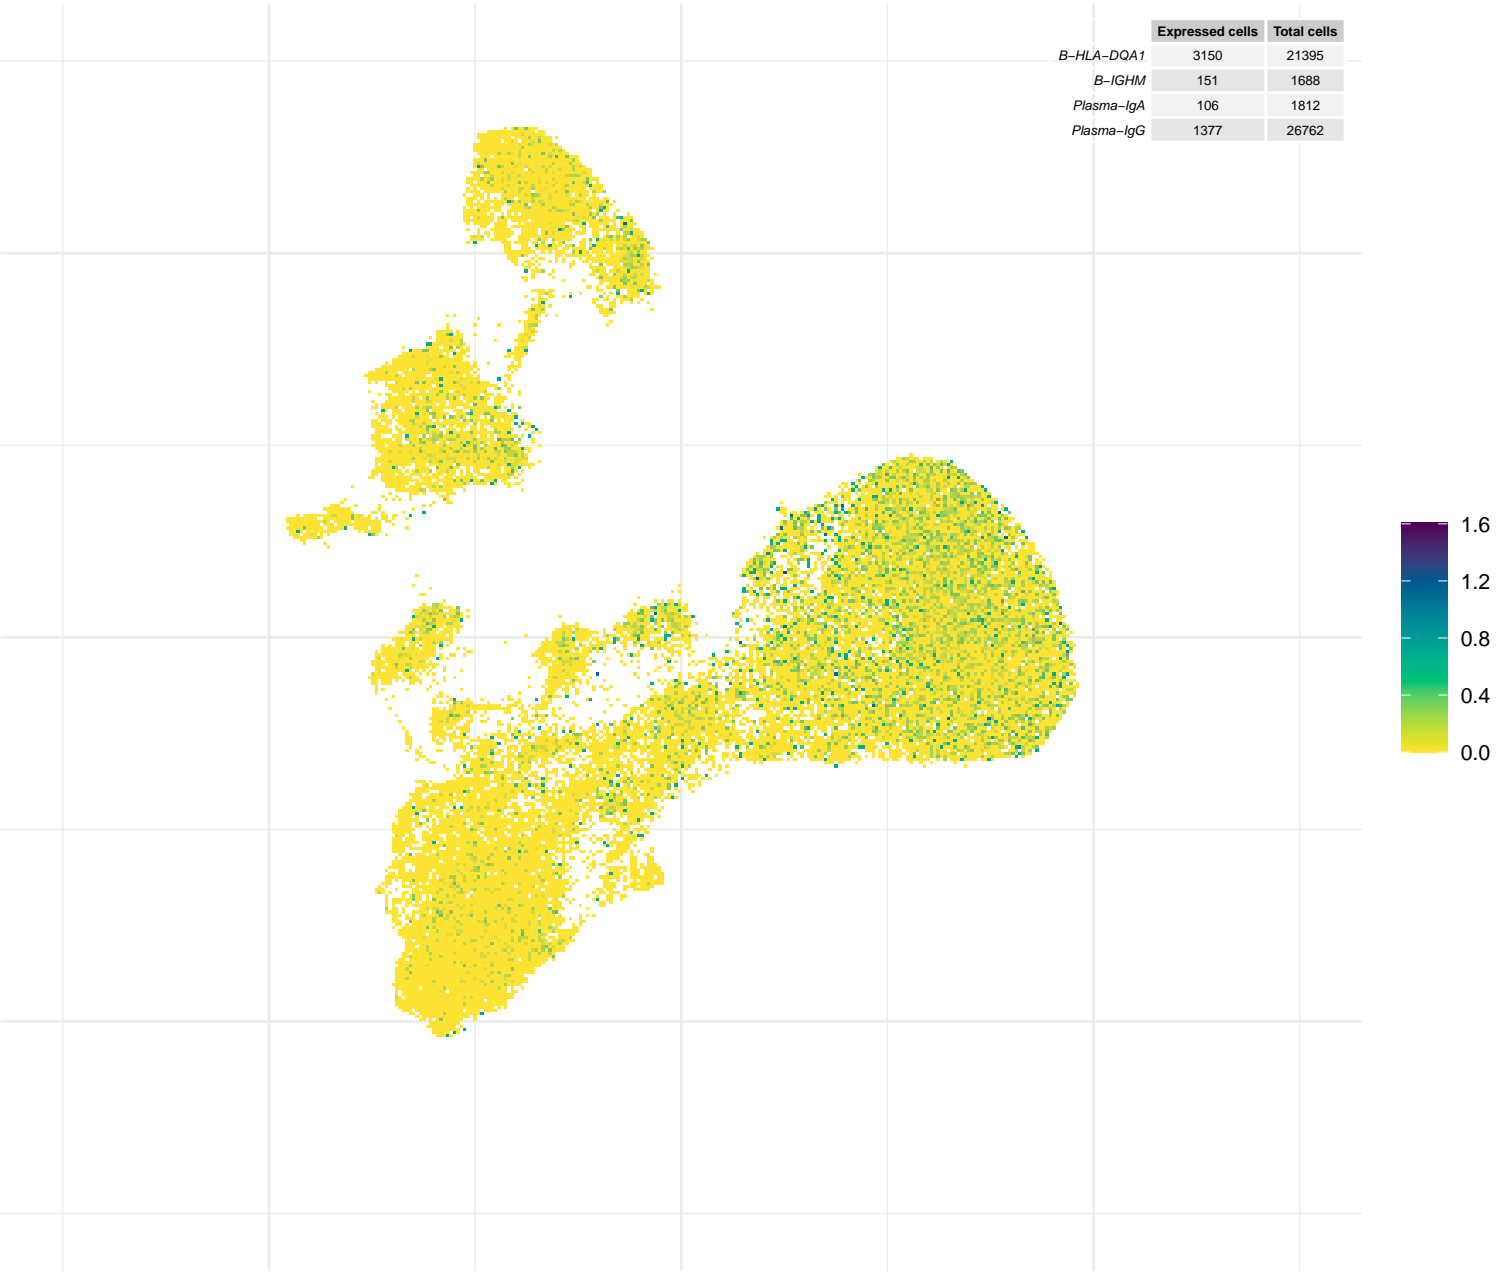 Expressed cells Total cells
B−HLA−DQA1 3150 21395
B−IGHM 151 1688
Plasma−IgA 106 1812
Plasma−IgG 1377 26762
1.6
1.2
0.8
0.4
0.0